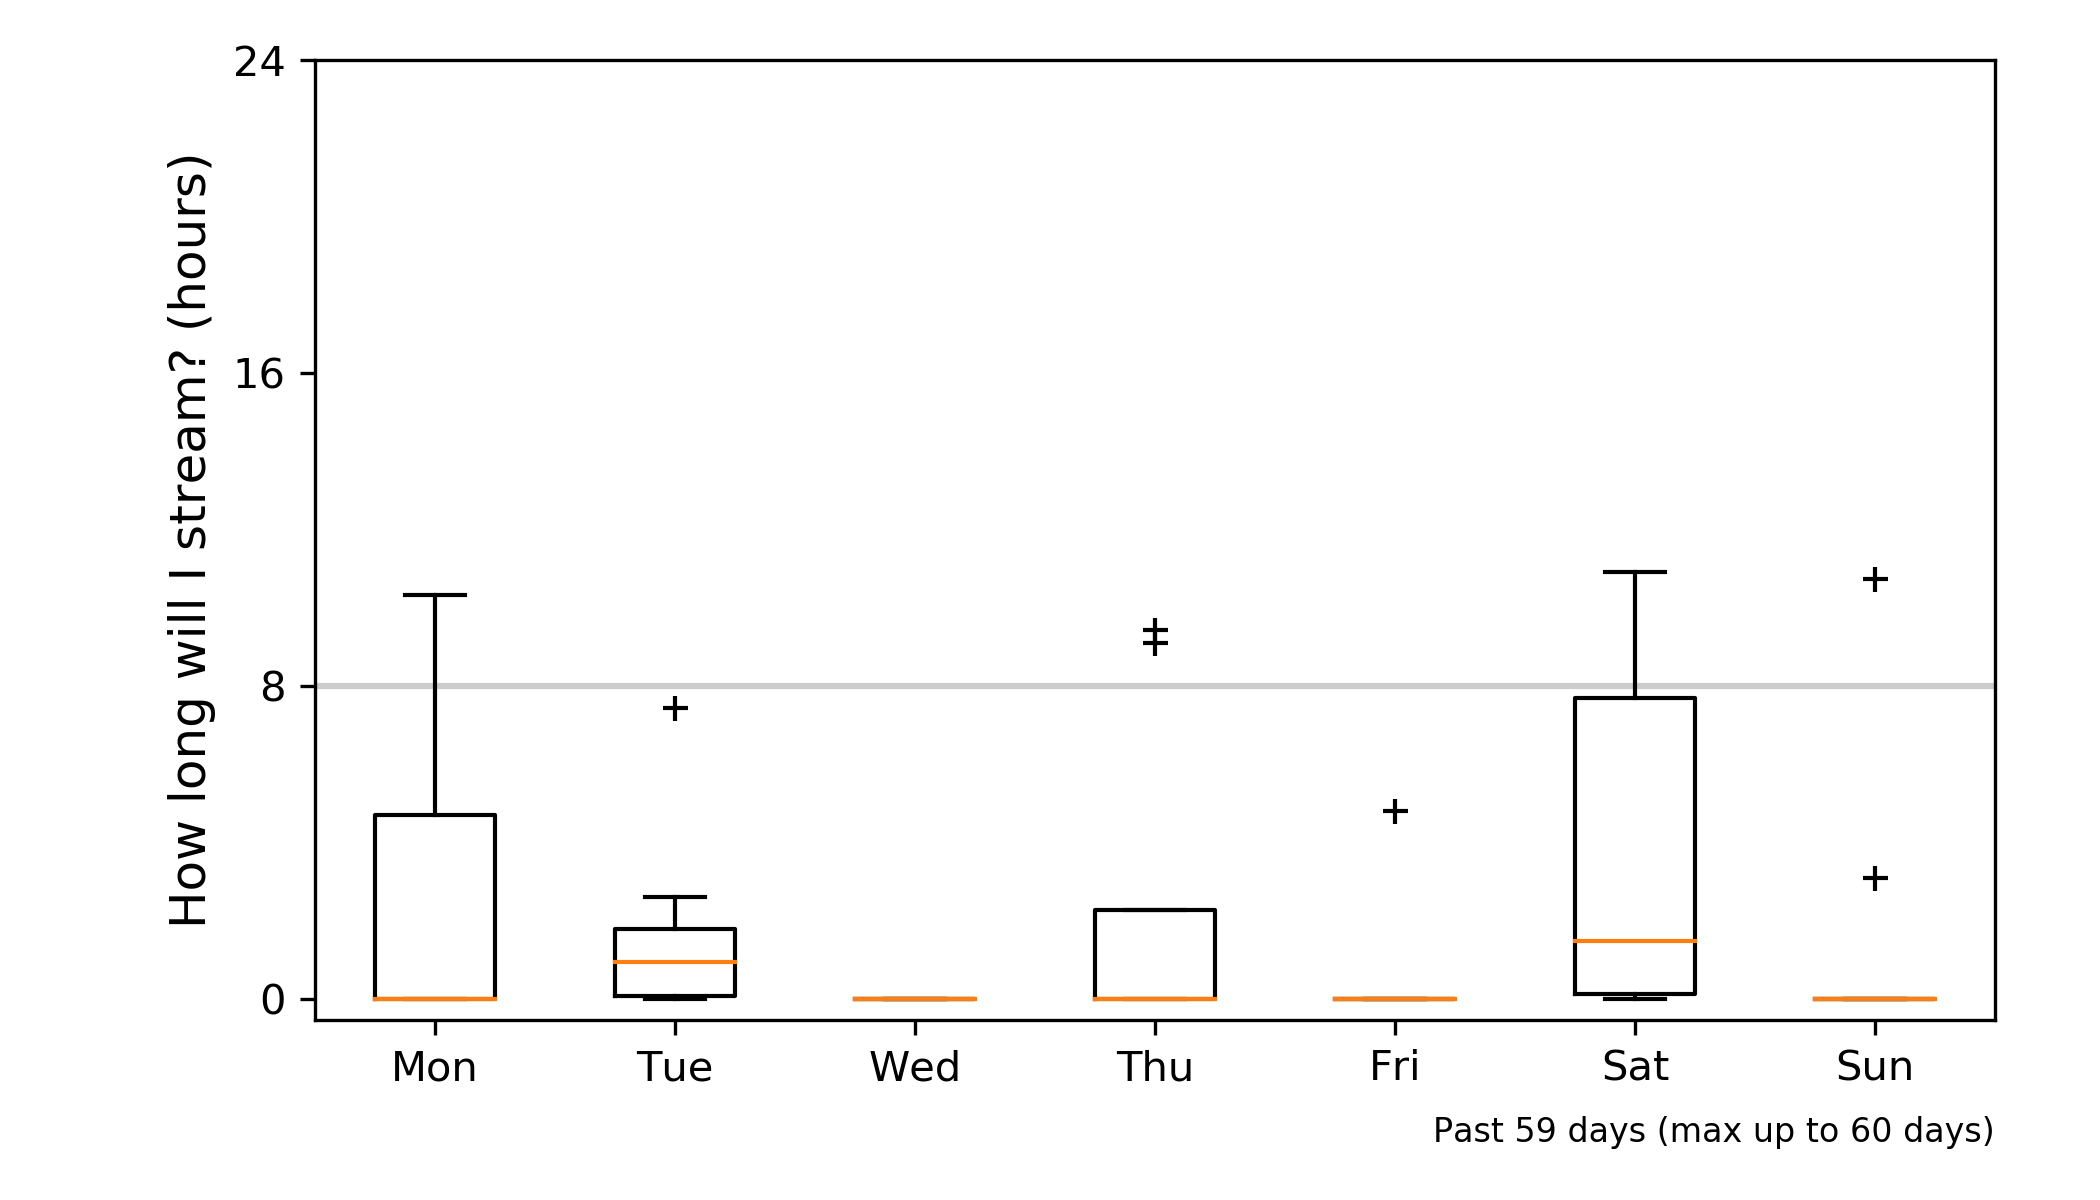 How long will I stream? (hours)
24
16
8
0
Mon Tue Wed Thu Fri Sat Sun
Past 59 days (max up to 60 days)